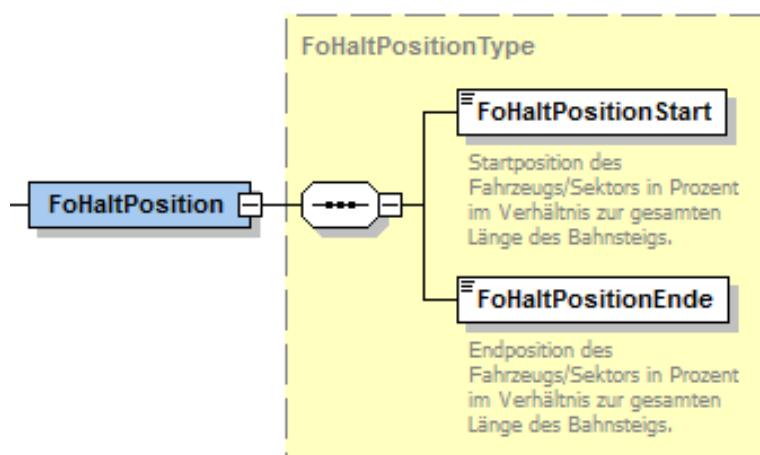 FoHaltPositionType
FoHaltPositionStart
Startposition des
Fahrzeugs/Sektors in Prozent
im Verhältnis zur gesamten
Länge des Bahnsteigs.
FoHaltPosition
FoHaltPositionEnde
Endposition des
Fahrzeugs/Sektors in Prozent
im Verhältnis zur gesamten
Länge des Bahnsteigs.